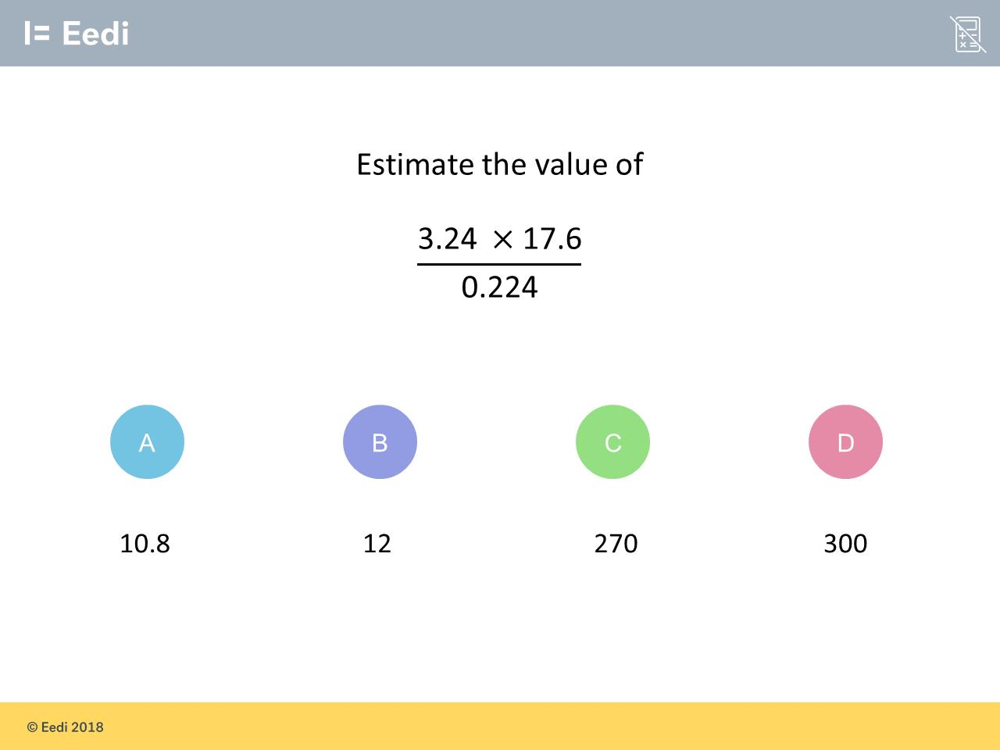 Eedi
Estimate the value of
3.24 × 17.6
0.224
A
B
C
D
10.8
12
270
300
© Eedi 2018